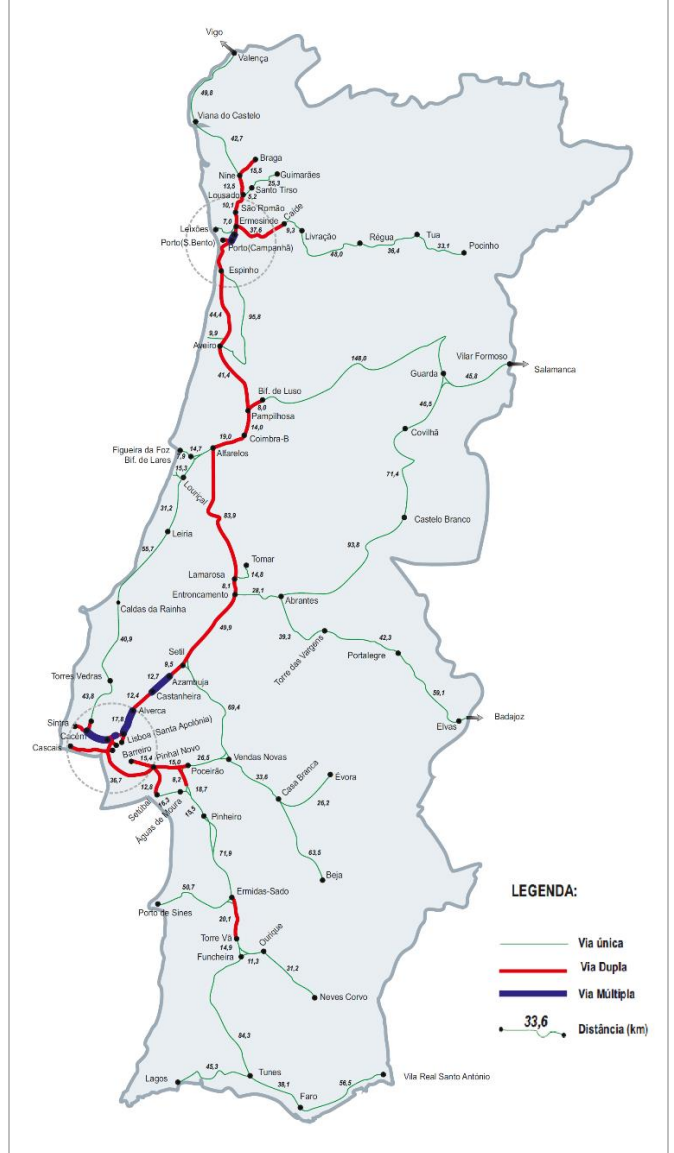 Vigo
Valença
49,8
Viana do Castelo
42,7
Braga
15,5
Nine
Guimarães
25,3
13,5
Santo Tirso
Lousado
5,2
10,1
São Romão
Leixões
7,0
Ermesinde
Caíde
37,6
9,3
Livração
Porto(S.Bento)
Porto(Campanhã)
48,0
Régua
36,4
Tua
33,1
Pocinho
Espinho
44,4
95,8
9,9
Aveiro
41,4
148,6
Vilar Formoso
Salamanca
Guarda
45,8
Bif. de Luso
8,0
Pampilhosa
14,0
46,5
Covilhã
19,0
Coimbra-B
Figueira da Foz
14,7
Alfarelos
Bif. de Lares
7,9
15,3
Louriçal
71,4
31,2
83,9
Leiria
Castelo Branco
55,7
93,8
Tomar
Lamarosa
14,8
8,1
Entroncamento
28,1
Abrantes
Caldas da Rainha
49,9
39,3
Torre das Vargens
42,3
Portalegre
40,9
Setil
9,5
59,1
Torres Vedras
12,7
Azambuja
Castanheira
43,8
12,4
69,4
Alverca
Elvas
Badajoz
Sintra
17,8
Cacém
Lisboa (Santa Apolónia)
Cascais
Barreiro
15,4
Pinhal Novo
26,5
Vendas Novas
15,0
Poceirão
36,7
9,2
33,6
Casa Branca
Évora
12,8
18,7
26,2
Setúbal
Águas de Moura
Pinheiro
63,5
71,9
Beja
50,7
Ermidas-Sado
Porto de Sines
20,1
Torre Vã
14,9
Ourique
Funcheira
11,3
31,2
Neves Corvo
84,3
45,3
Tunes
Lagos
38,1
56,5
Vila Real Santo António
Faro
LEGENDA:
Via única
Via Dupla
Via Múltipla
33,6
Distância (km)